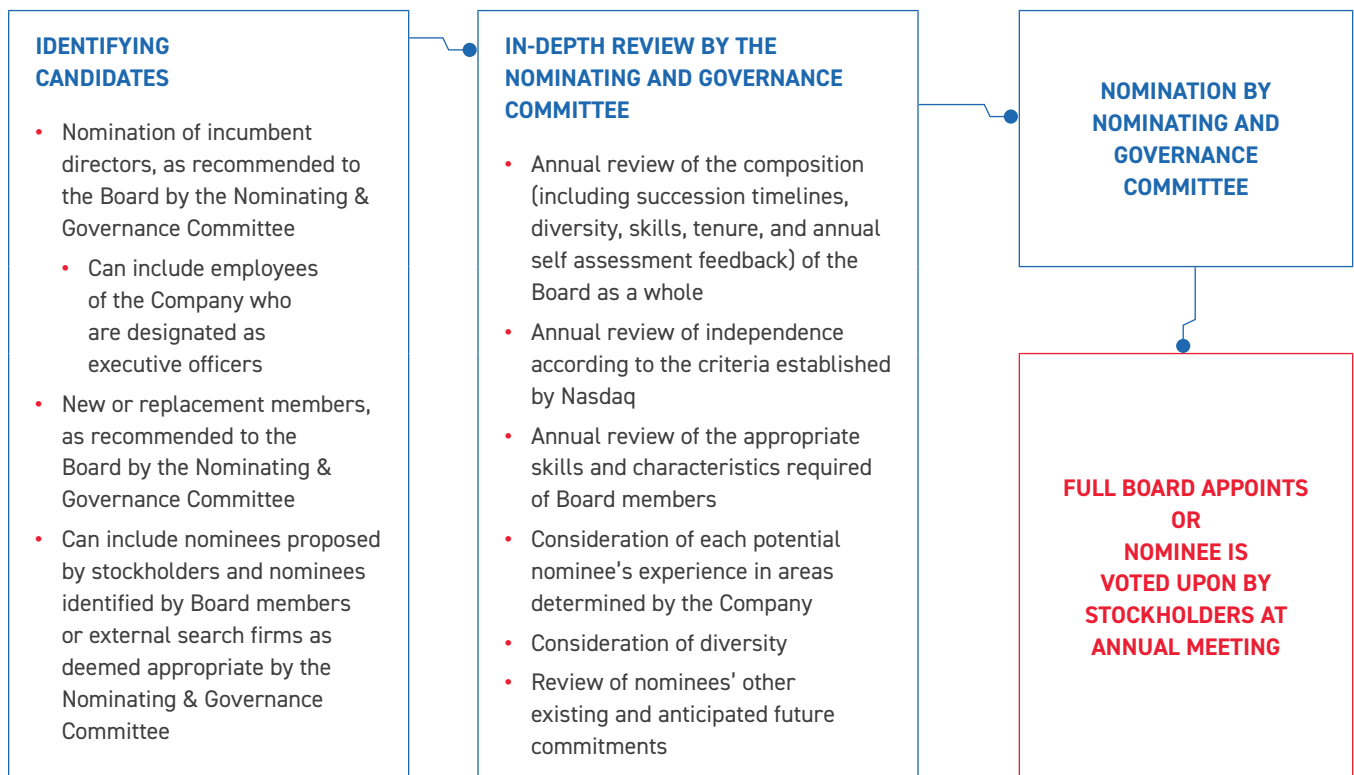 IDENTIFYING
CANDIDATES
• Nomination of incumbent
directors, as recommended to
the Board by the Nominating &
Governance Committee
• Can include employees
of the Company who
are designated as
executive officers
• New or replacement members,
as recommended to the
Board by the Nominating &
Governance Committee
• Can include nominees proposed
by stockholders and nominees
identified by Board members
or external search firms as
deemed appropriate by the
Nominating & Governance
Committee
IN-DEPTH REVIEW BY THE
NOMINATING AND GOVERNANCE
COMMITTEE
• Annual review of the composition
(including succession timelines,
diversity, skills, tenure, and annual
self assessment feedback) of the
Board as a whole
• Annual review of independence
according to the criteria established
by Nasdaq
• Annual review of the appropriate
skills and characteristics required
of Board members
• Consideration of each potential
nominee’s experience in areas
determined by the Company
• Consideration of diversity
• Review of nominees’ other
existing and anticipated future
commitments
NOMINATION BY
NOMINATING AND
GOVERNANCE
COMMITTEE
FULL BOARD APPOINTS
OR
NOMINEE IS
VOTED UPON BY
STOCKHOLDERS AT
ANNUAL MEETING